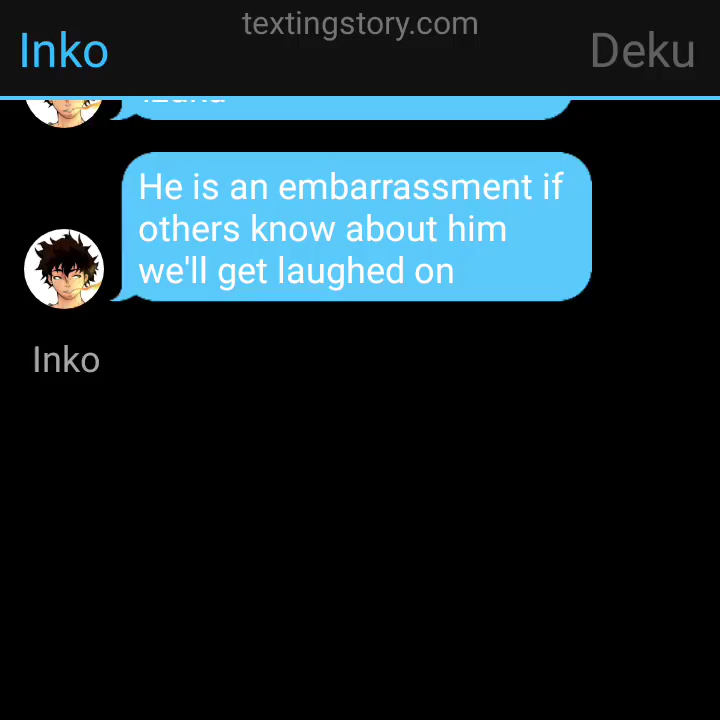 textingstory.com
Inko
Deku
He is an embarrassment if
others know about him
we'll get laughed on
Inko